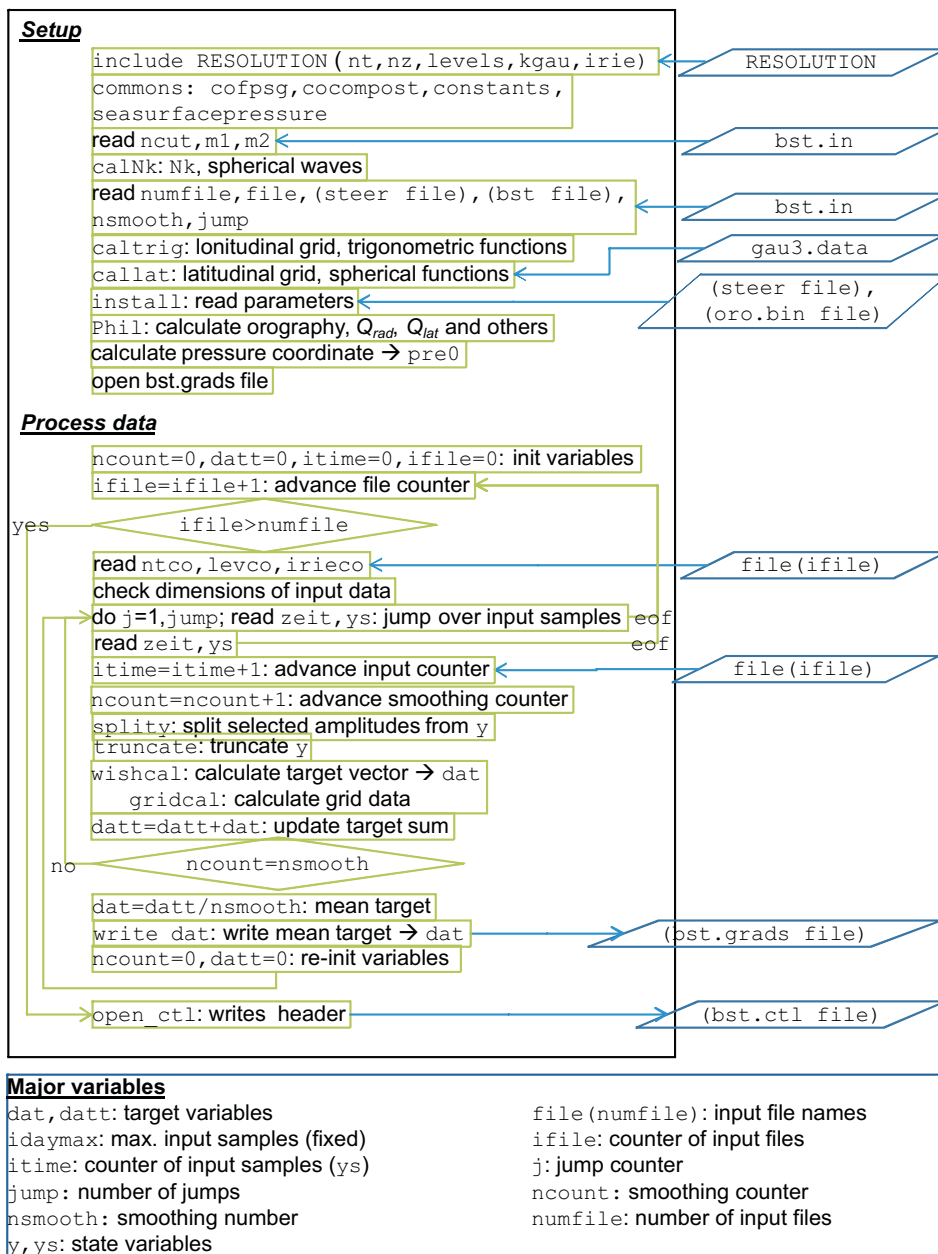 Setup
include RESOLUTION (nt,nz,levels,kgau,irie)
RESOLUTION
commons: cofpsg,cocompost,constants,
seasurfacepressure
read ncut,m1,m2
bst.in
calNk: Nk, spherical waves
read numfile,file,(steer file),(bst file),
nsmooth,jump
bst.in
caltrig: lonitudinal grid, trigonometric functions
gau3.data
callat: latitudinal grid, spherical functions
install: read parameters
(steer file),
(oro.bin file)
Phil: calculate orography, Qrad, Qlat and others
calculate pressure coordinate → pre0
open bst.grads file
Process data
ncount=0,datt=0,itime=0,ifile=0: init variables
ifile=ifile+1: advance file counter
yes
ifile>numfile
read ntco,levco,irieco
file(ifile)
check dimensions of input data
do j=1,jump; read zeit,ys: jump over input samples eof
read zeit,ys eof
itime=itime+1: advance input counter
file(ifile)
ncount=ncount+1: advance smoothing counter
splity: split selected amplitudes from y
truncate: truncate y
wishcal: calculate target vector → dat
gridcal: calculate grid data
datt=datt+dat: update target sum
no
ncount=nsmooth
dat=datt/nsmooth: mean target
write dat: write mean target → dat
(bst.grads file)
ncount=0,datt=0: re-init variables
open_ctl: writes header
(bst.ctl file)
Major variables
dat,datt: target variables
file(numfile): input file names
idaymax: max. input samples (fixed)
ifile: counter of input files
itime: counter of input samples (ys)
j: jump counter
jump: number of jumps
ncount: smoothing counter
nsmooth: smoothing number
numfile: number of input files
y,ys: state variables